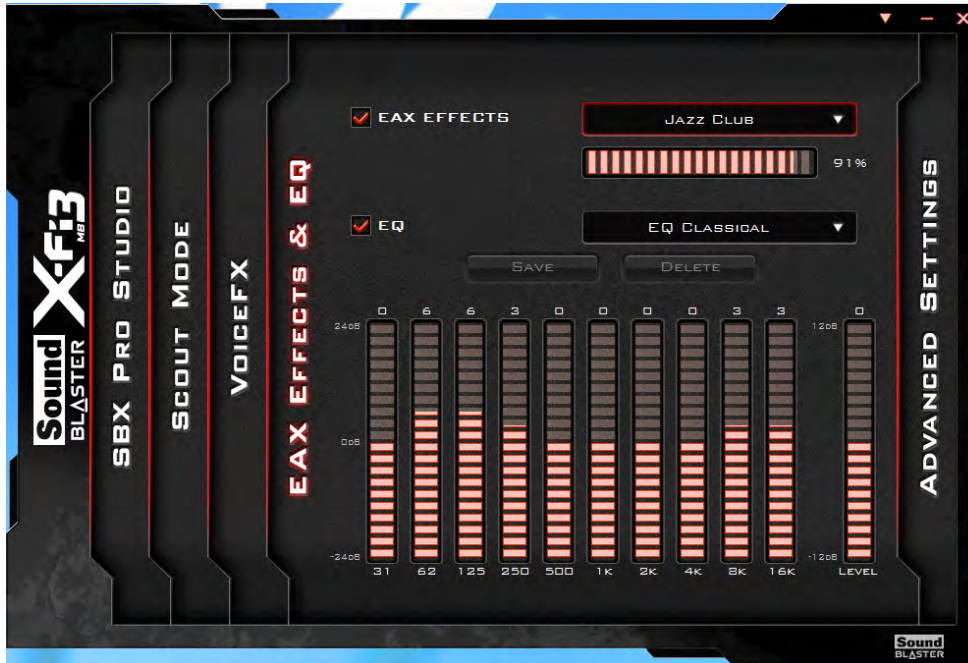 Sound
BLASTER
X-Fi3
MB
SBX PRO STUDIO
SCOUT MODE
VOICEFX
EAX EFFECTS & EQ
EAX EFFECTS
JAZZ CLUB
91%
EQ
EQ CLASSICAL
SAVE DELETE
0 6 6 3 0 0 0 0 3 3 0
24dB 12dB
0dB
-24dB -12dB
31 62 125 250 500 1K 2K 4K 8K 16K LEVEL
ADVANCED SETTINGS
Sound
BLASTER